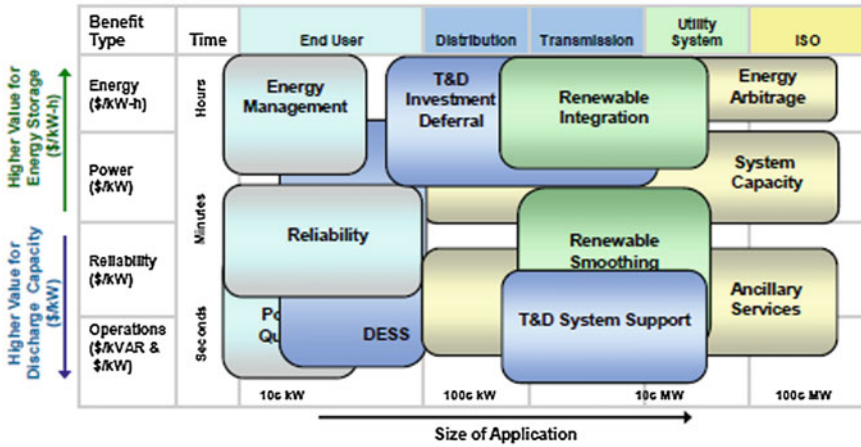 Benefit
Type
Time
End User
Distribution
Transmission
Utility
System
ISO
Higher Value for
Energy Storage
($/kW-h)
Higher Value for
Discharge Capacity
($/kW)
Energy
($/kW-h)
Power
($/kW)
Reliability
($/kW)
Operations
($/kVAR &
$/kW)
Hours
Minutes
Seconds
Energy
Management
T&D
Investment
Deferral
Renewable
Integration
Energy
Arbitrage
System
Capacity
Reliability
Renewable
Smoothing
Po
Qu
DESS
T&D System Support
Ancillary
Services
10s kW
100s kW
10s MW
100s MW
Size of Application